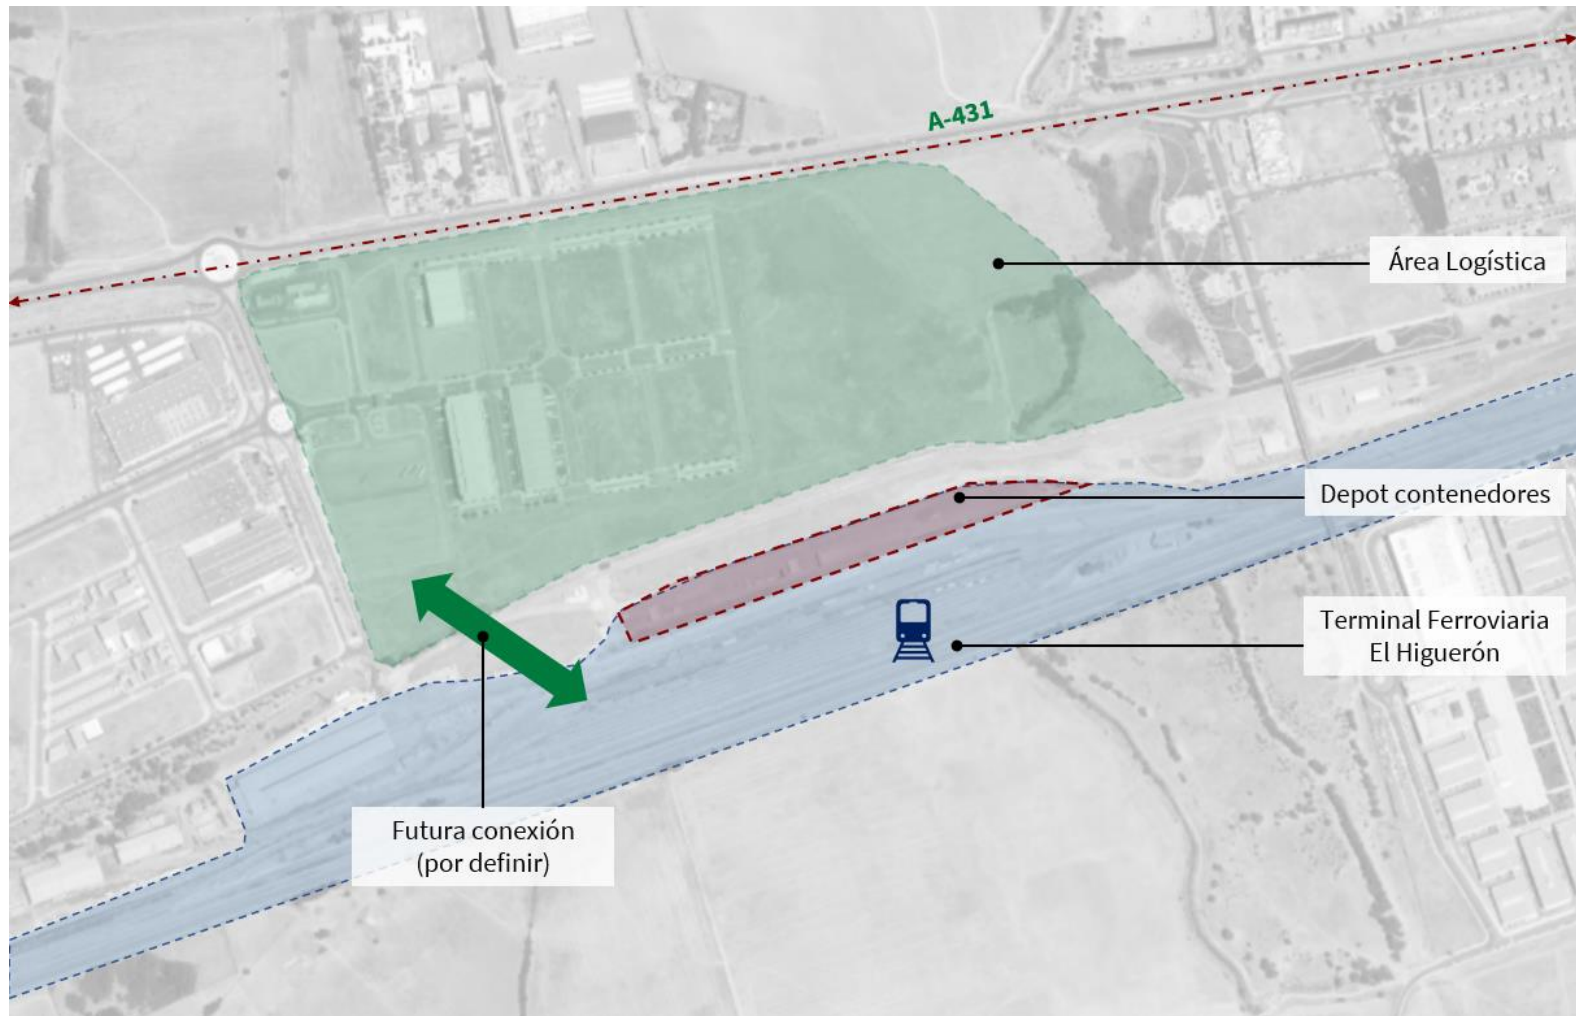 A-431
Área Logística
Depot contenedores
Terminal Ferroviaria
El Higuerón
Futura conexión
(por definir)